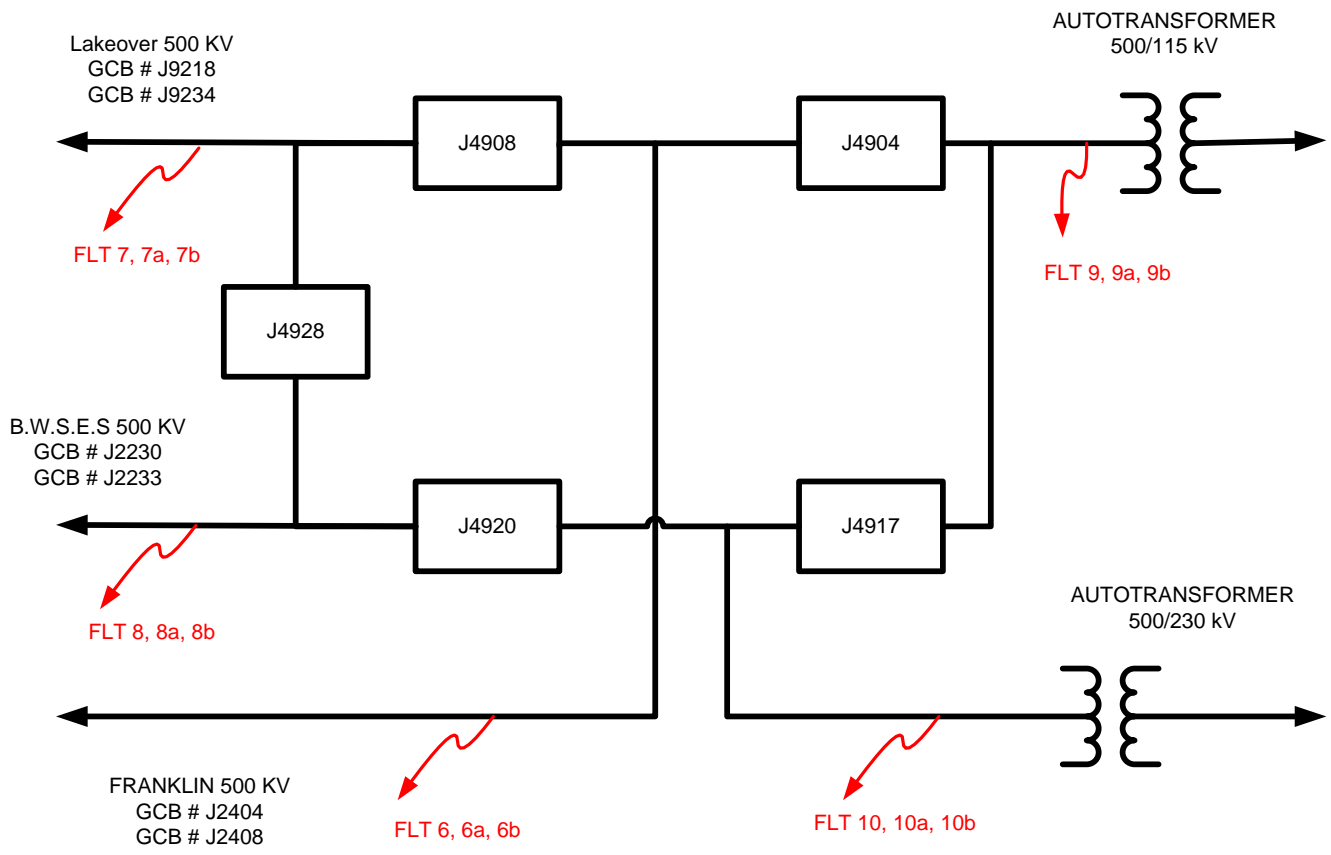 Lakeover 500 KV
GCB # J9218
GCB # J9234
AUTOTRANSFORMER
500/115 kV
J4908
J4904
FLT 7, 7a, 7b
FLT 9, 9a, 9b
J4928
B.W.S.E.S 500 KV
GCB # J2230
GCB # J2233
J4920
J4917
FLT 8, 8a, 8b
AUTOTRANSFORMER
500/230 kV
FRANKLIN 500 KV
GCB # J2404
GCB # J2408
FLT 6, 6a, 6b
FLT 10, 10a, 10b